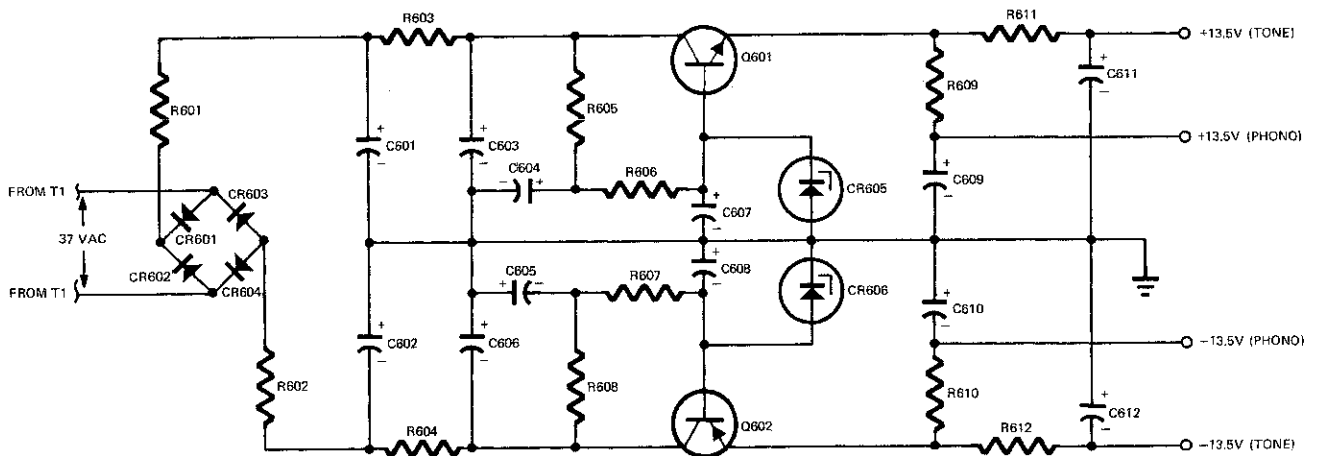 R603
R611
+13.5V (TONE)
Q601
C611
R601
R605
R609
+13.5V (PHONO)
C601
C603
C604
R606
FROM T1
CR603
CR605
C609
C607
37 VAC
CR601
CR602
C605
R607
C608
FROM T1
CR604
CR606
C610
C602
C606
-13.5V (PHONO)
R602
R608
R610
Q602
C612
R604
R612
-13.5V (TONE)